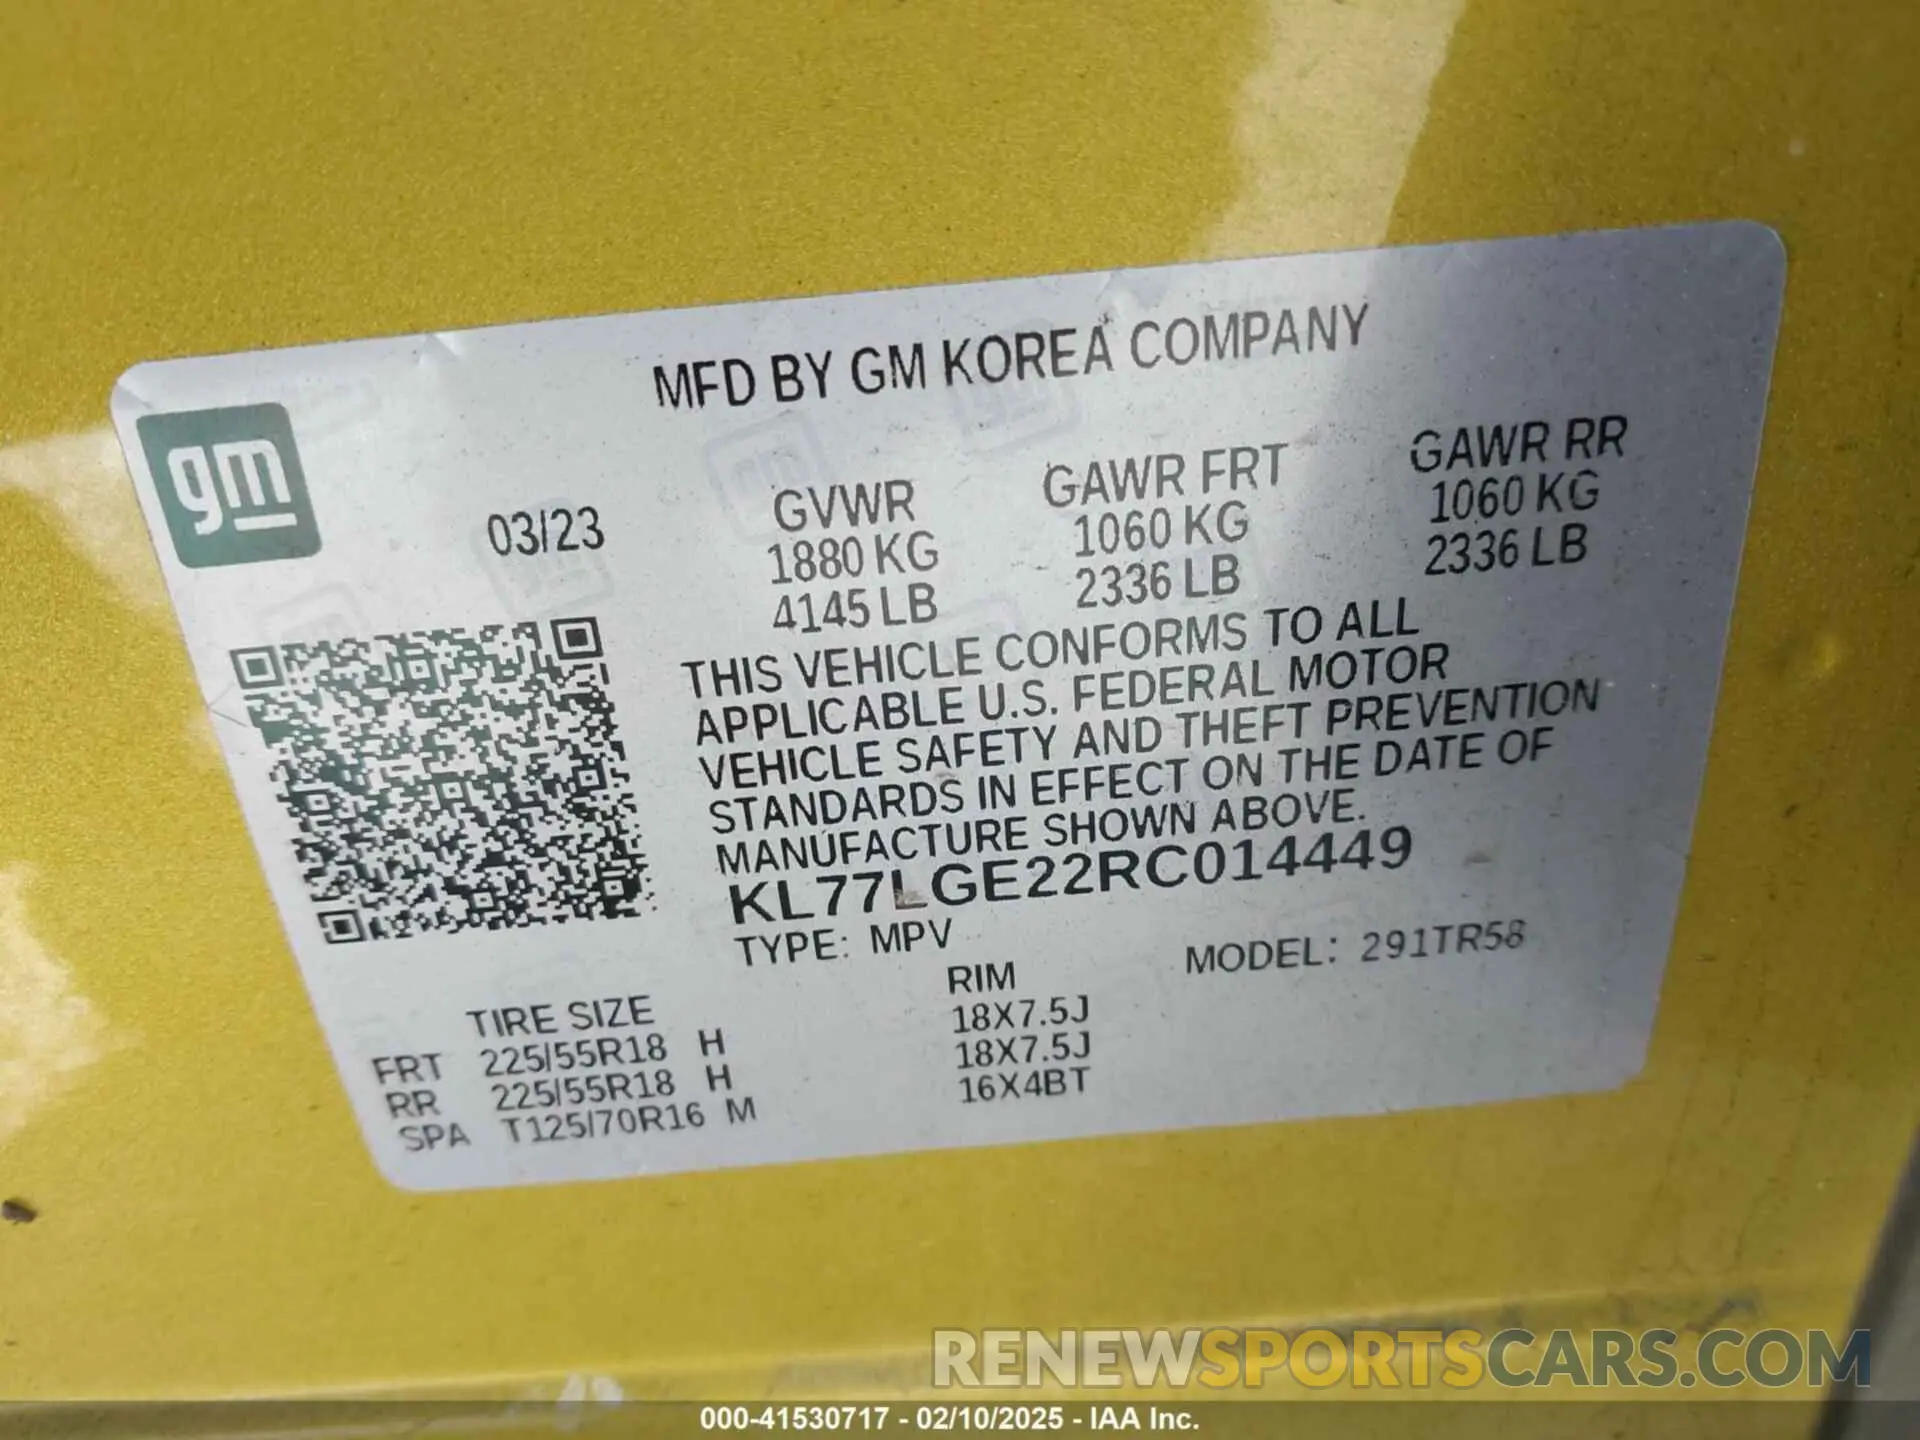 MFD BY GM KOREA COMPANY
gm
03/23
GVWR
1880 KG
4145 LB
GAWR FRT
1060 KG
2336 LB
GAWR RR
1060 KG
2336 LB
THIS VEHICLE CONFORMS TO ALL
APPLICABLE U.S. FEDERAL MOTOR
VEHICLE SAFETY AND THEFT PREVENTION
STANDARDS IN EFFECT ON THE DATE OF
MANUFACTURE SHOWN ABOVE.
KL77LGE22RC014449
TYPE: MPV
MODEL: 291TR58
TIRE SIZE RIM
FRT 225/55R18 H 18X7.5J
RR 225/55R18 H 18X7.5J
SPA T125/70R16 M 16X4BT
RENEWSPORTSCARS.COM
000-41530717 - 02/10/2025 - IAA Inc.